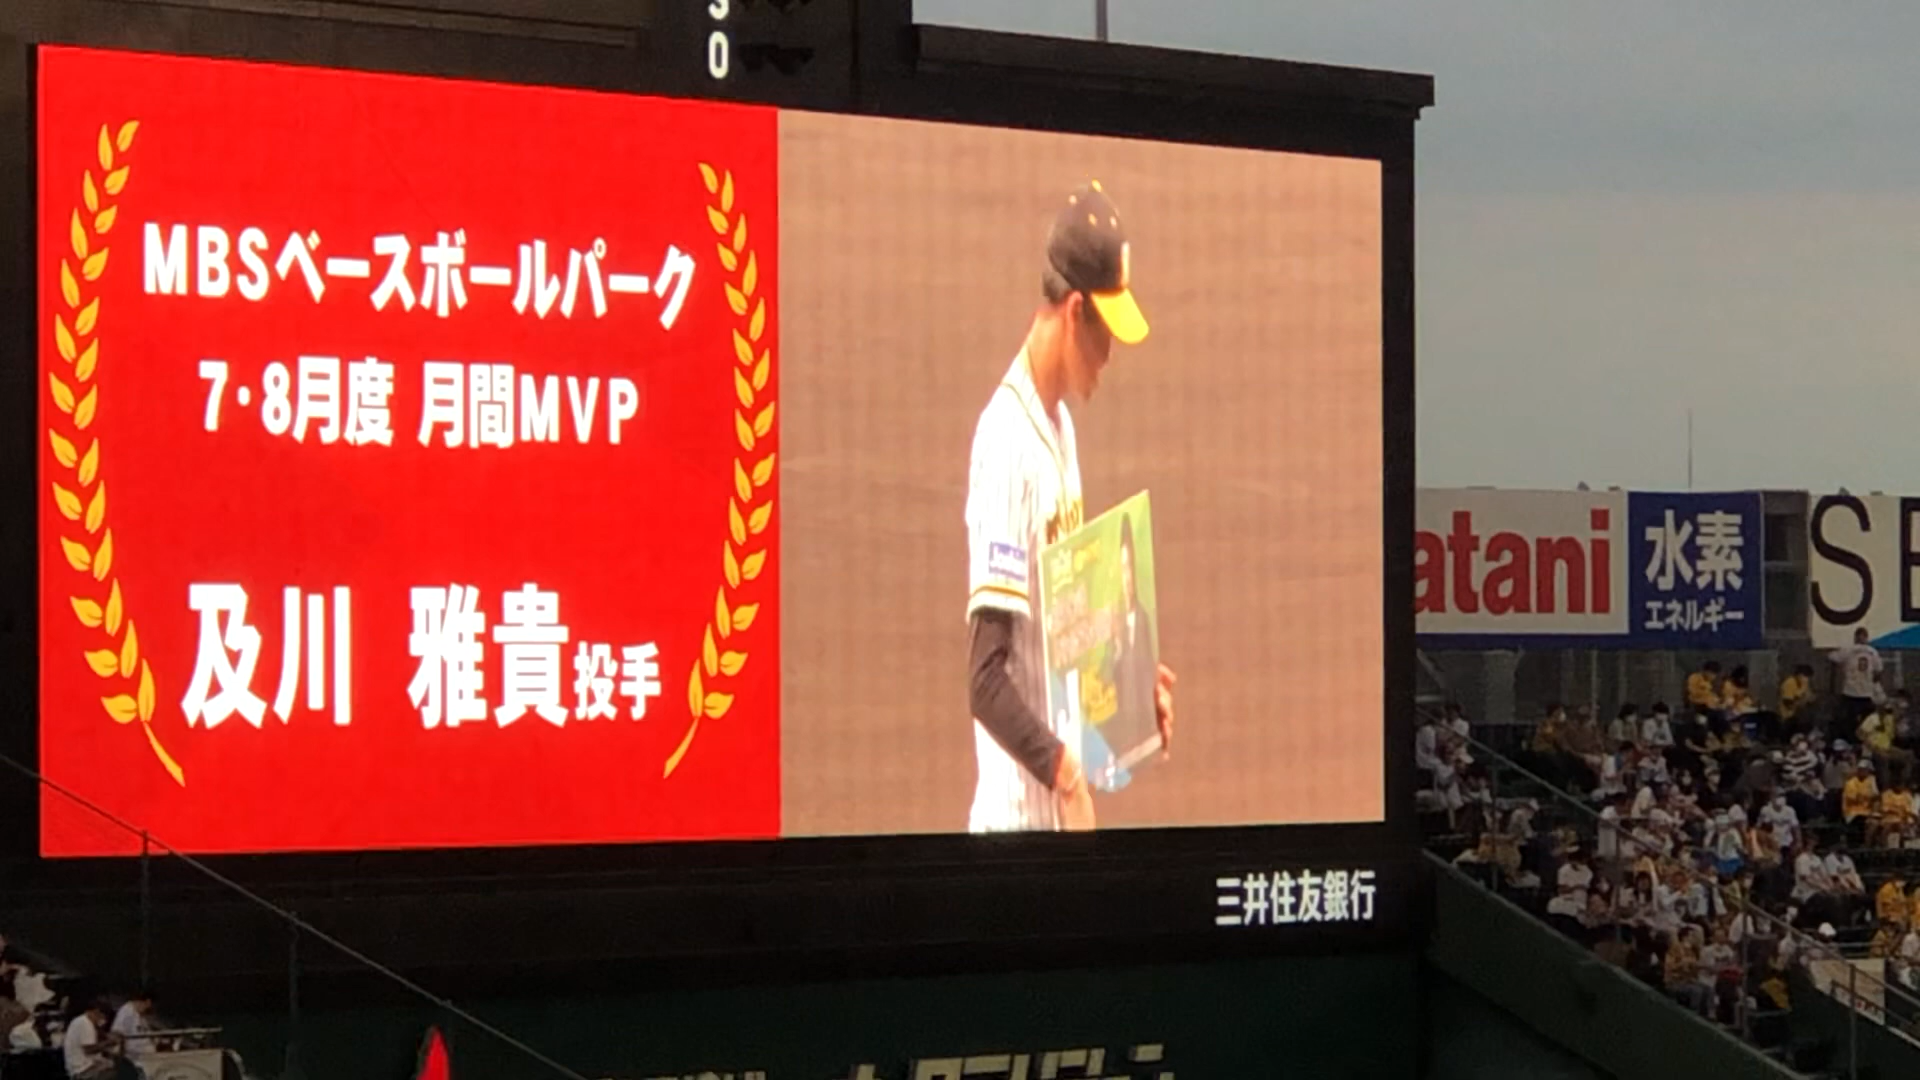 O
MBSベースボールパーク
7・8月度 月間MVP
及川 雅貴投手
三井住友銀行
atani
水素
エネルギー
S